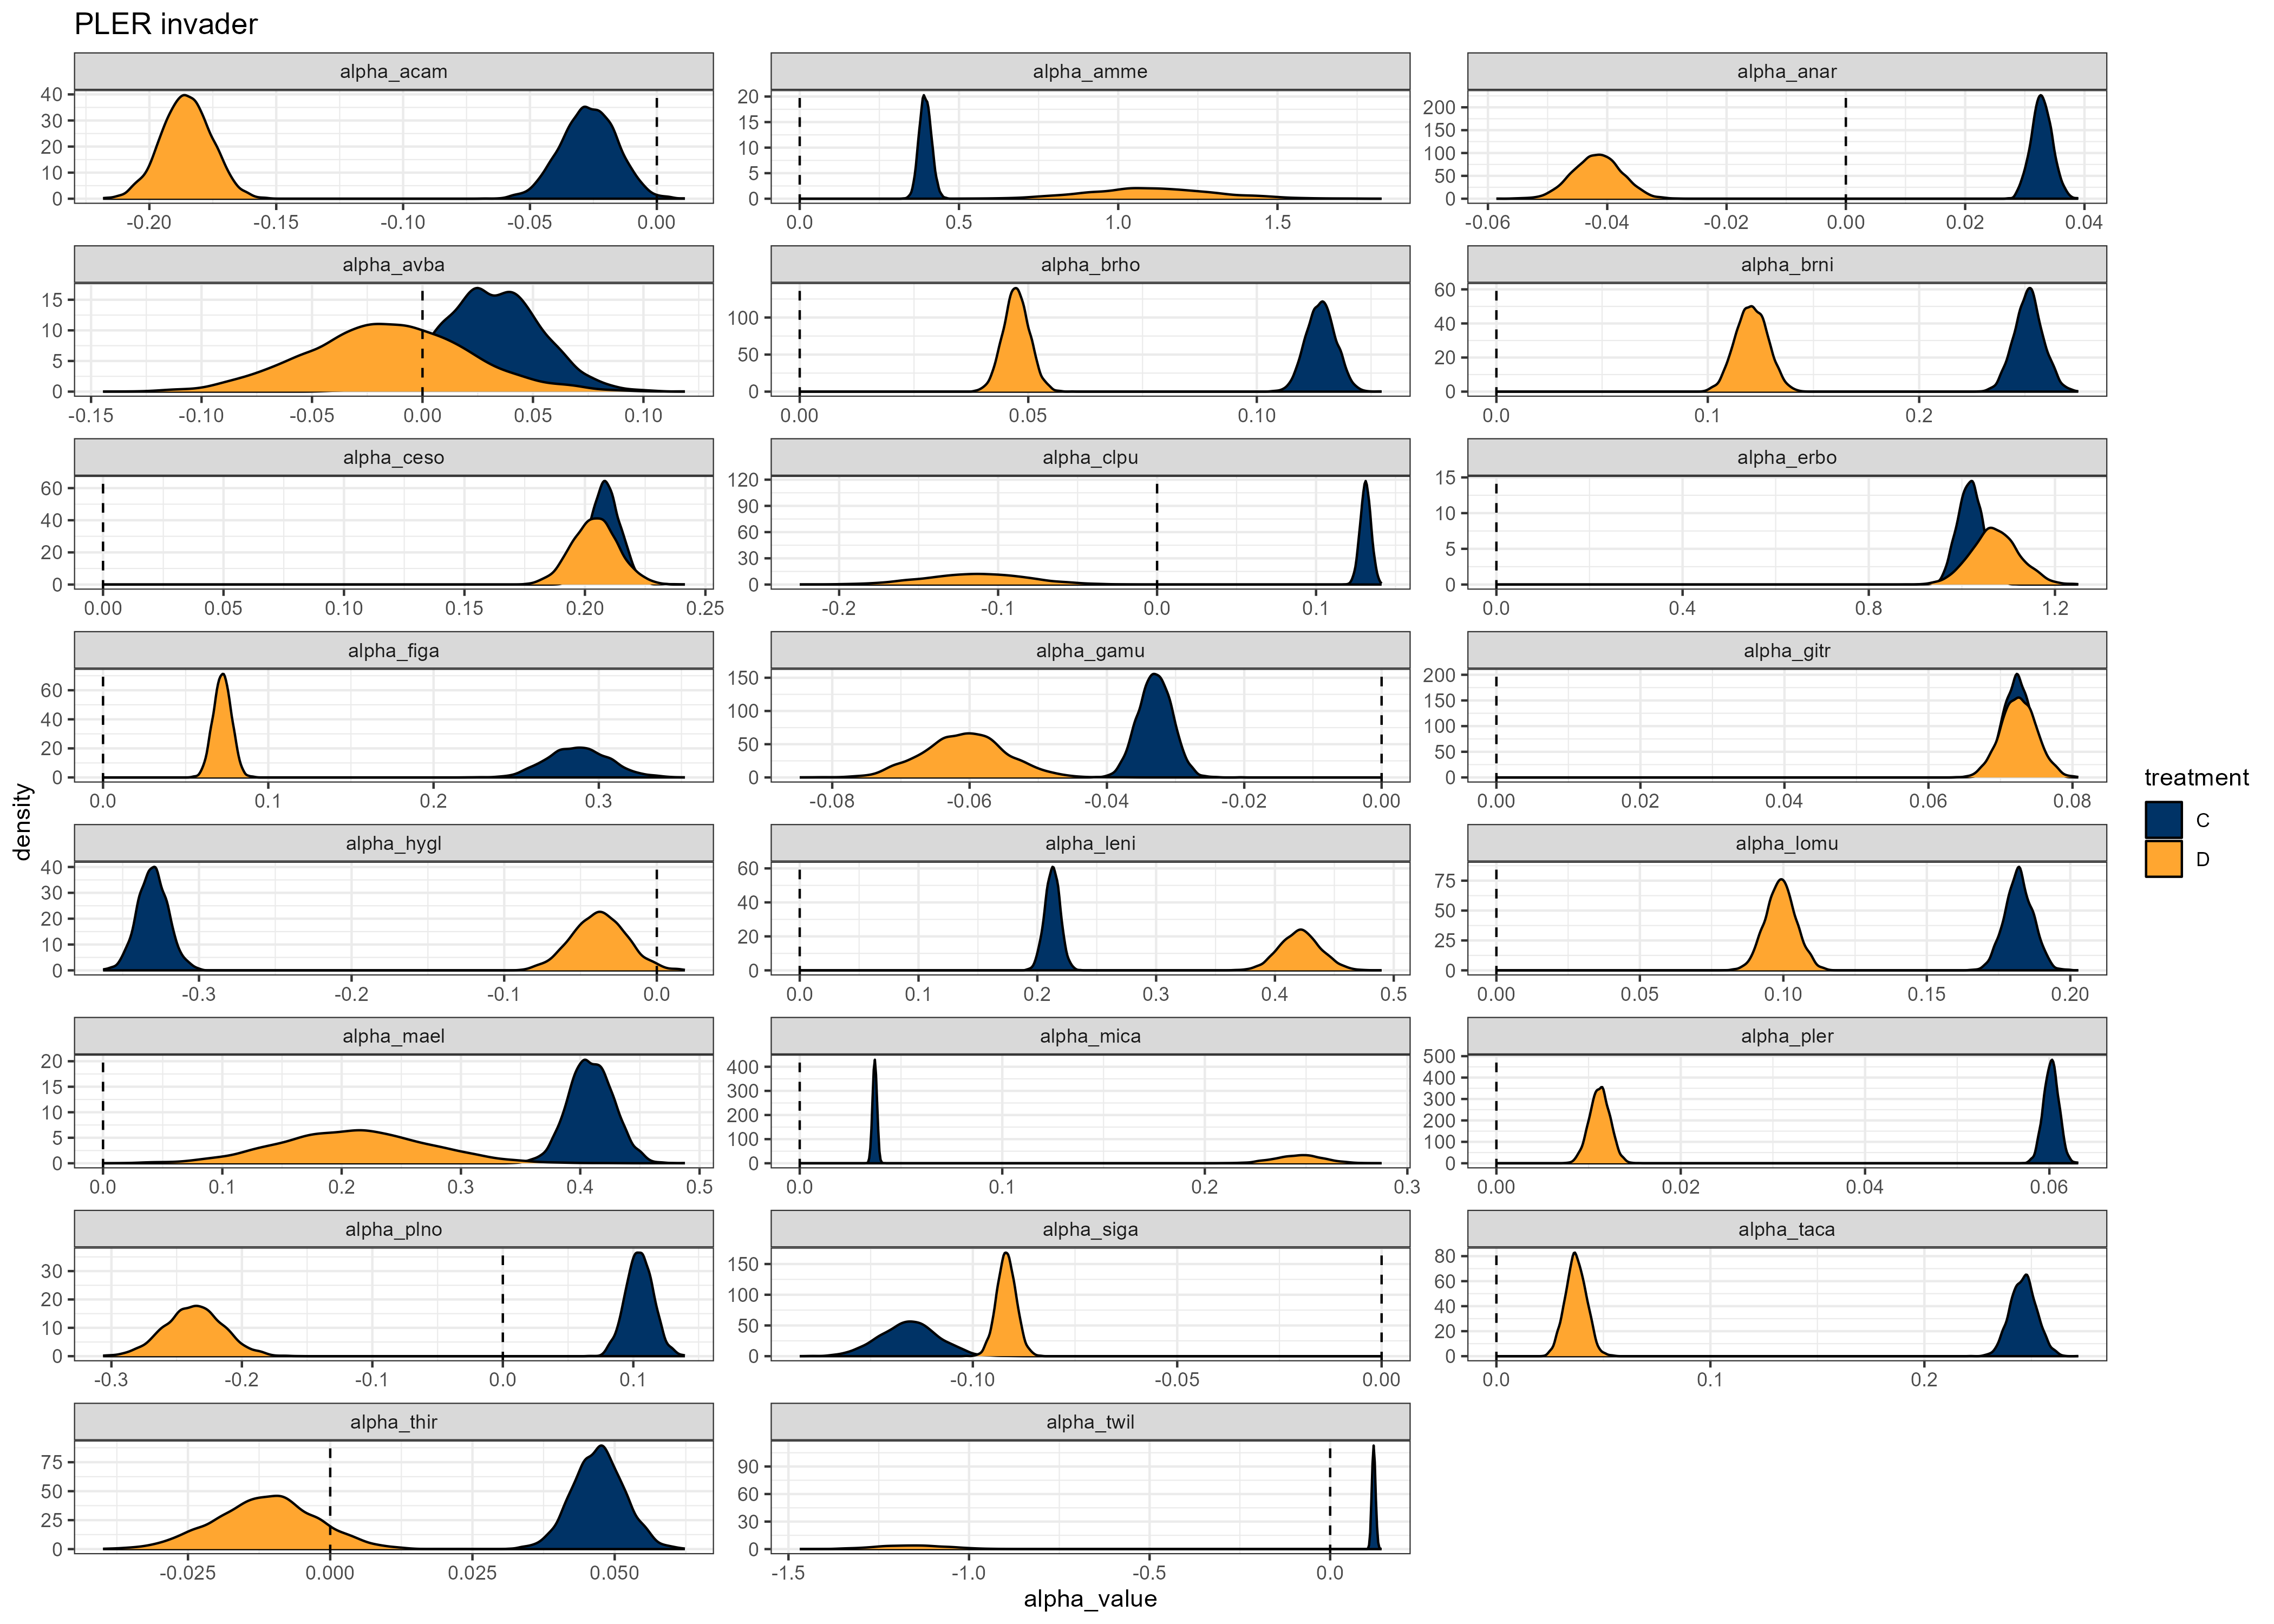 PLER invader
alpha_acam alpha_amme alpha_anar
40 30 20 10 0
20 15 10 5 0
200 150 100 50 0
-0.20 -0.15 -0.10 -0.05 0.00
0.0 0.5 1.0 1.5
-0.06 -0.04 -0.02 0.00 0.02 0.04
alpha_avba alpha_brho alpha_brni
15 10 5 0
100 50 0
60 40 20 0
-0.15 -0.10 -0.05 0.00 0.05 0.10
0.00 0.05 0.10
0.0 0.1 0.2
alpha_ceso alpha_clpu alpha_erbo
60 40 20 0
120 90 60 30 0
15 10 5 0
0.00 0.05 0.10 0.15 0.20 0.25
-0.2 -0.1 0.0 0.1
0.0 0.4 0.8 1.2
alpha_figa alpha_gamu alpha_gitr
60 40 20 0
150 100 50 0
200 150 100 50 0
0.0 0.1 0.2 0.3
-0.08 -0.06 -0.04 -0.02 0.00
0.00 0.02 0.04 0.06 0.08
alpha_hygl alpha_leni alpha_lomu
40 30 20 10 0
60 40 20 0
75 50 25 0
-0.3 -0.2 -0.1 0.0
0.0 0.1 0.2 0.3 0.4 0.5
0.00 0.05 0.10 0.15 0.20
alpha_mael alpha_mica alpha_pler
20 15 10 5 0
400 300 200 100 0
500 400 300 200 100 0
0.0 0.1 0.2 0.3 0.4 0.5
0.0 0.1 0.2 0.3
0.00 0.02 0.04 0.06
alpha_plno alpha_siga alpha_taca
30 20 10 0
150 100 50 0
80 60 40 20 0
-0.3 -0.2 -0.1 0.0 0.1
-0.10 -0.05 0.00
0.0 0.1 0.2
alpha_thir alpha_twil
75 50 25 0
90 60 30 0
-0.025 0.000 0.025 0.050
-1.5 -1.0 -0.5 0.0
density
alpha_value
treatment
C
D